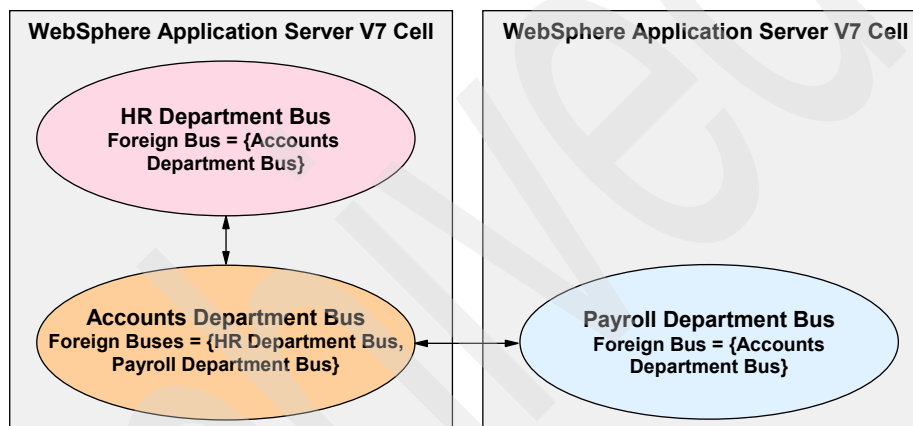 WebSphere Application Server V7 Cell
HR Department Bus
Foreign Bus = {Accounts
Department Bus}
Accounts Department Bus
Foreign Buses = {HR Department Bus,
Payroll Department Bus}
WebSphere Application Server V7 Cell
Payroll Department Bus
Foreign Bus = {Accounts
Department Bus}